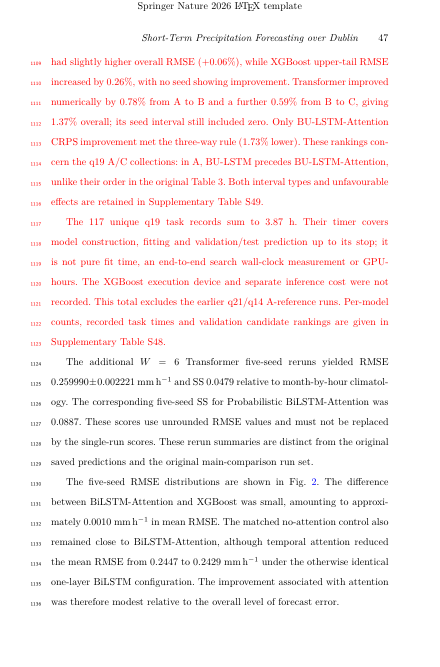 Springer Nature 2026 LATEX template
Short-Term Precipitation Forecasting over Dublin 47
1109 had slightly higher overall RMSE (+0.06%), while XGBoost upper-tail RMSE
1110 increased by 0.26%, with no seed showing improvement. Transformer improved
1111 numerically by 0.78% from A to B and a further 0.59% from B to C, giving
1112 1.37% overall; its seed interval still included zero. Only BU-LSTM-Attention
1113 CRPS improvement met the three-way rule (1.73% lower). These rankings con-
1114 cern the q19 A/C collections: in A, BU-LSTM precedes BU-LSTM-Attention,
1115 unlike their order in the original Table 3. Both interval types and unfavourable
1116 effects are retained in Supplementary Table S49.
1117 The 117 unique q19 task records sum to 3.87 h. Their timer covers
1118 model construction, fitting and validation/test prediction up to its stop; it
1119 is not pure fit time, an end-to-end search wall-clock measurement or GPU-
1120 hours. The XGBoost execution device and separate inference cost were not
1121 recorded. This total excludes the earlier q21/q14 A-reference runs. Per-model
1122 counts, recorded task times and validation candidate rankings are given in
1123 Supplementary Table S48.
1124 The additional W = 6 Transformer five-seed reruns yielded RMSE
1125 0.259990±0.002221 mm h⁻¹ and SS 0.0479 relative to month-by-hour climatol-
1126 ogy. The corresponding five-seed SS for Probabilistic BiLSTM-Attention was
1127 0.0887. These scores use unrounded RMSE values and must not be replaced
1128 by the single-run scores. These rerun summaries are distinct from the original
1129 saved predictions and the original main-comparison run set.
1130 The five-seed RMSE distributions are shown in Fig. 2. The difference
1131 between BiLSTM-Attention and XGBoost was small, amounting to approxi-
1132 mately 0.0010 mm h⁻¹ in mean RMSE. The matched no-attention control also
1133 remained close to BiLSTM-Attention, although temporal attention reduced
1134 the mean RMSE from 0.2447 to 0.2429 mm h⁻¹ under the otherwise identical
1135 one-layer BiLSTM configuration. The improvement associated with attention
1136 was therefore modest relative to the overall level of forecast error.